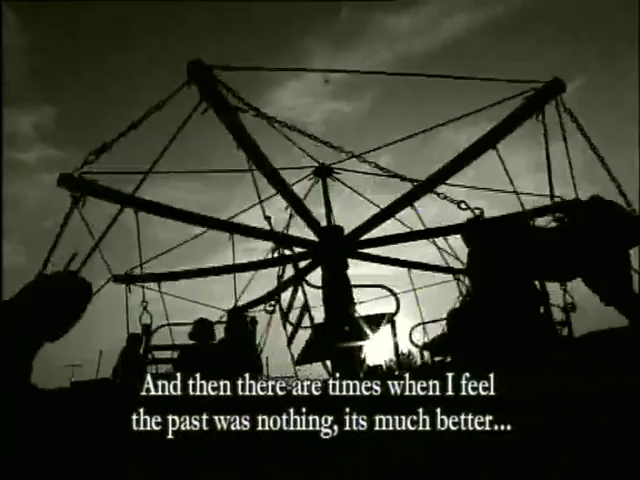 And then there are times when I feel
the past was nothing, its much better...